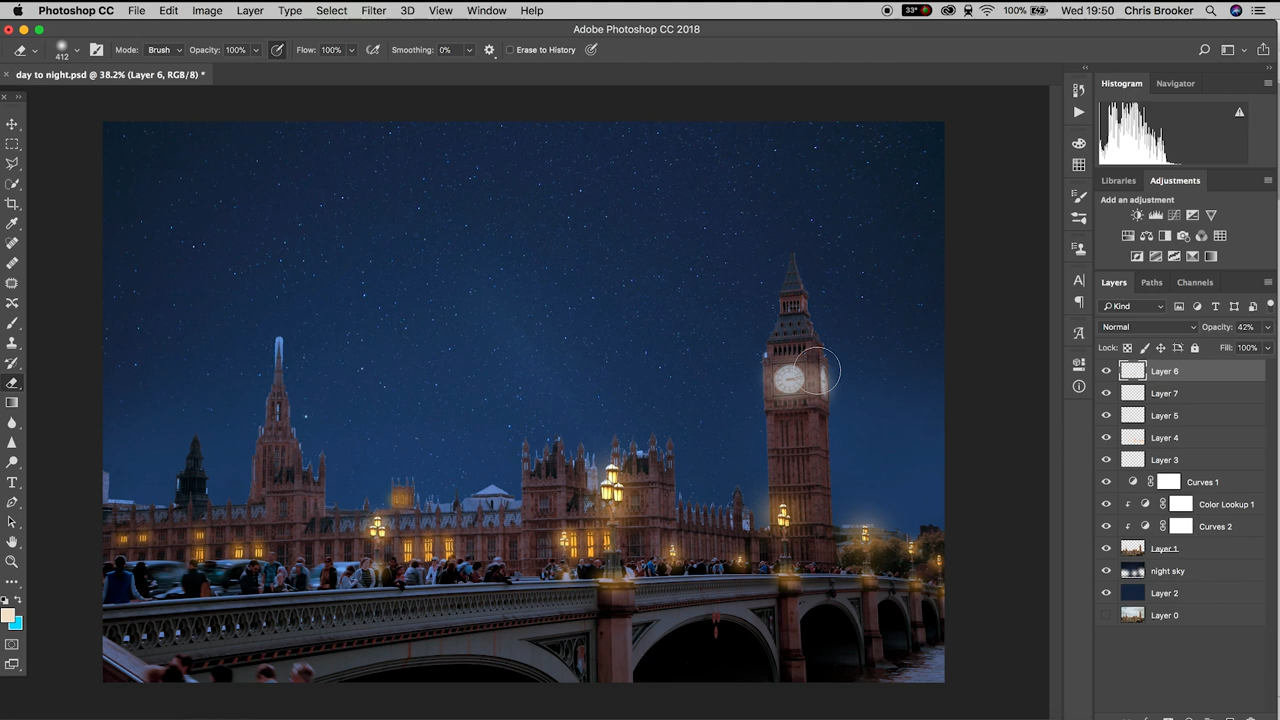 Photoshop CC File Edit Image Layer Type Select Filter 3D View Window Help 33° 100% Wed 19:50 Chris Brooker
Adobe Photoshop CC 2018
412 Mode: Brush Opacity: 100% Flow: 100% Smoothing: 0% Erase to History
day to night.psd @ 38.2% (Layer 6, RGB/8) *
Histogram Navigator
Libraries Adjustments
Add an adjustment
Layers Paths Channels
Kind
Normal Opacity: 42%
Lock: Fill: 100%
Layer 6
Layer 7
Layer 5
Layer 4
Layer 3
Curves 1
Color Lookup 1
Curves 2
Layer 1
night sky
Layer 2
Layer 0